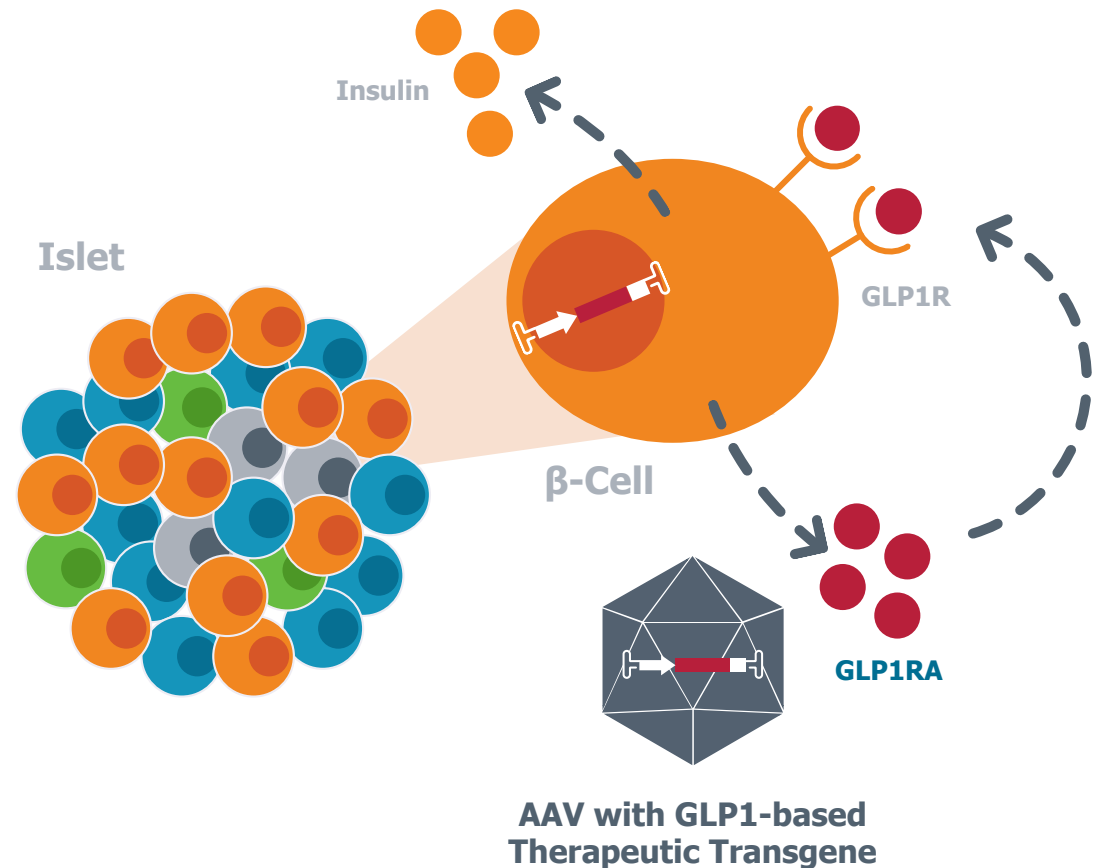 Insulin
Islet
GLP1R
β-Cell
GLP1RA
AAV with GLP1-based
Therapeutic Transgene